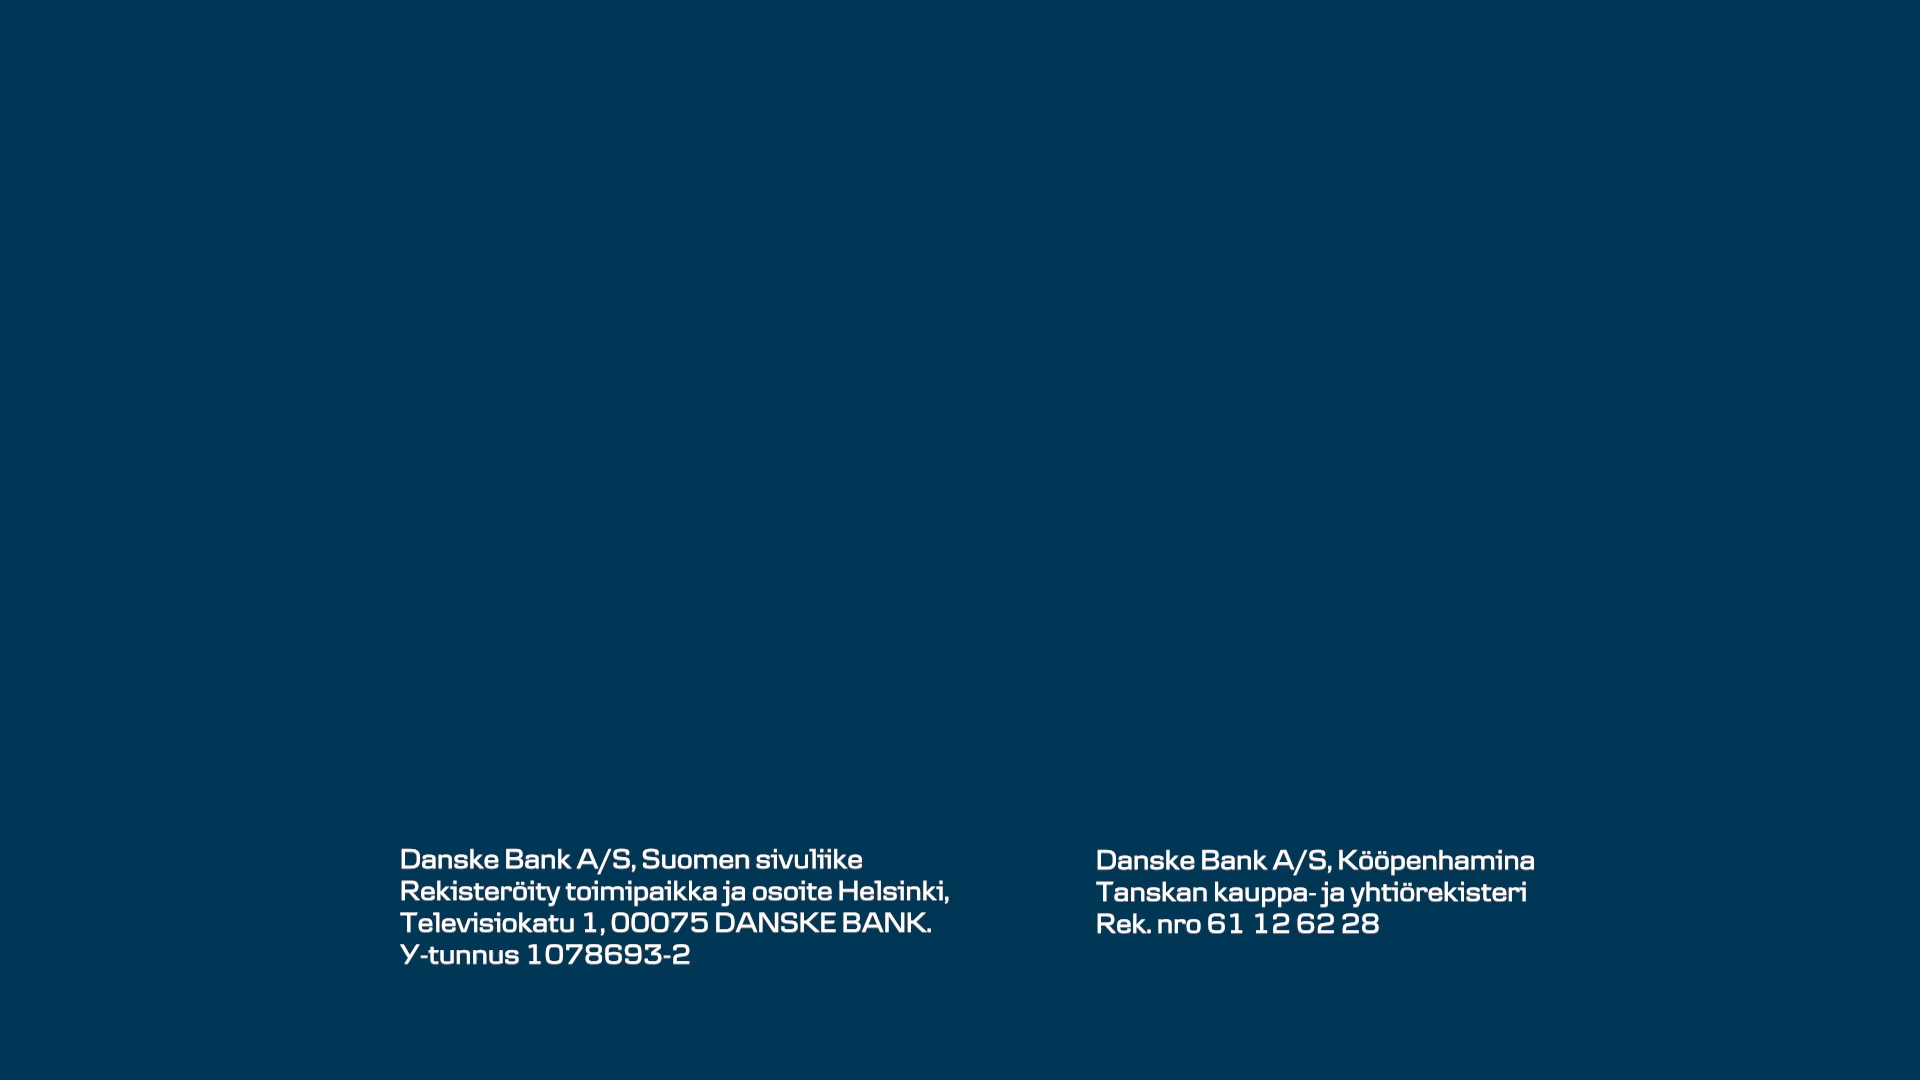 Danske Bank A/S, Suomen sivuliike
Rekisteröity toimipaikka ja osoite Helsinki,
Televisiokatu 1, 00075 DANSKE BANK.
Y-tunnus 1078693-2
Danske Bank A/S, Kööpenhamina
Tanskan kauppa- ja yhtiörekisteri
Rek. nro 61 12 62 28